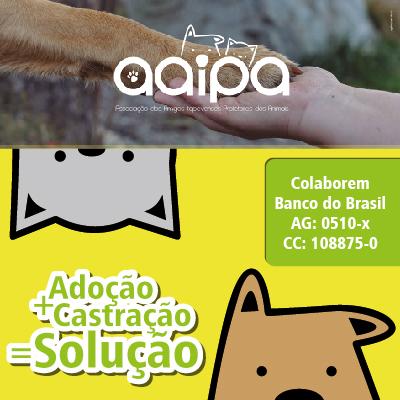 aaipa
Associação dos Amigos Itapevenses Protetores dos Animais
Colaborem
Banco do Brasil
AG: 0510-x
CC: 108875-0
Adoção
+Castração
=Solução